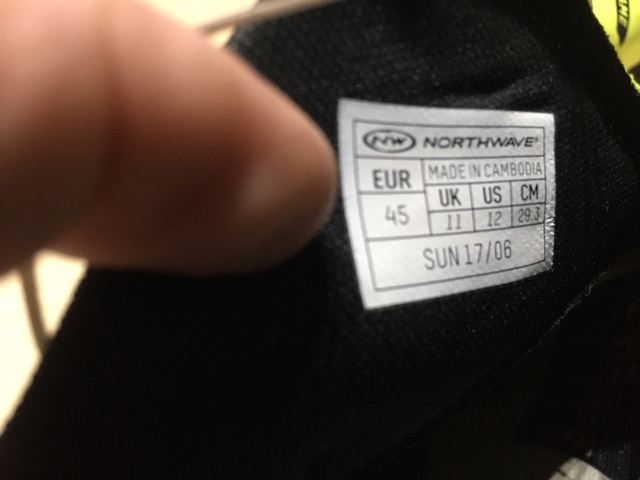 NW NORTHWAVE
EUR MADE IN CAMBODIA
UK US CM
45 11 12 29.3
SUN 17/06